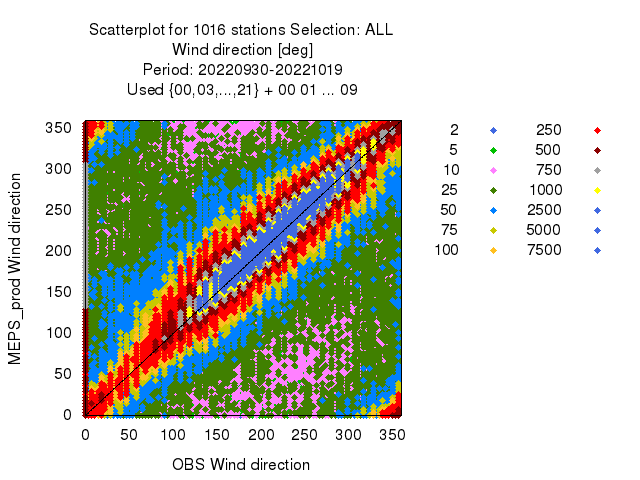 Scatterplot for 1016 stations Selection: ALL
Wind direction [deg]
Period: 20220930-20221019
Used {00,03,...,21} + 00 01 ... 09
MEPS_prod Wind direction
350
300
250
200
150
100
50
0
0 50 100 150 200 250 300 350
OBS Wind direction
2 250
5 500
10 750
25 1000
50 2500
75 5000
100 7500